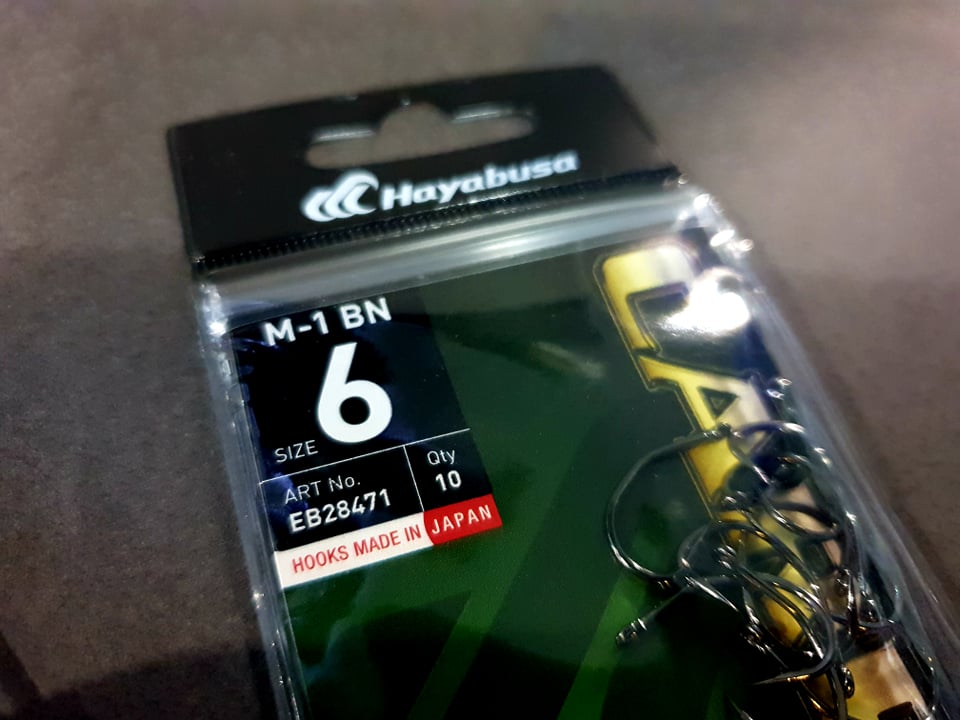 Hayabusa
M-1 BN
6
SIZE
ART No.
EB28471
Qty
10
HOOKS MADE IN JAPAN